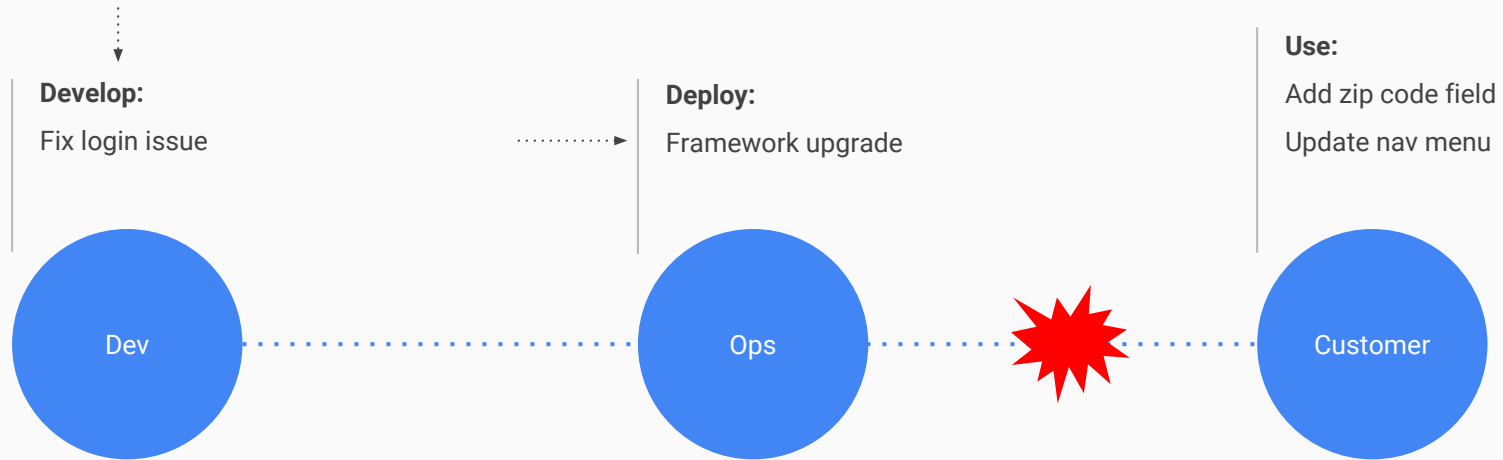 Develop:
Fix login issue
Deploy:
Framework upgrade
Use:
Add zip code field
Update nav menu
Dev
Ops
Customer